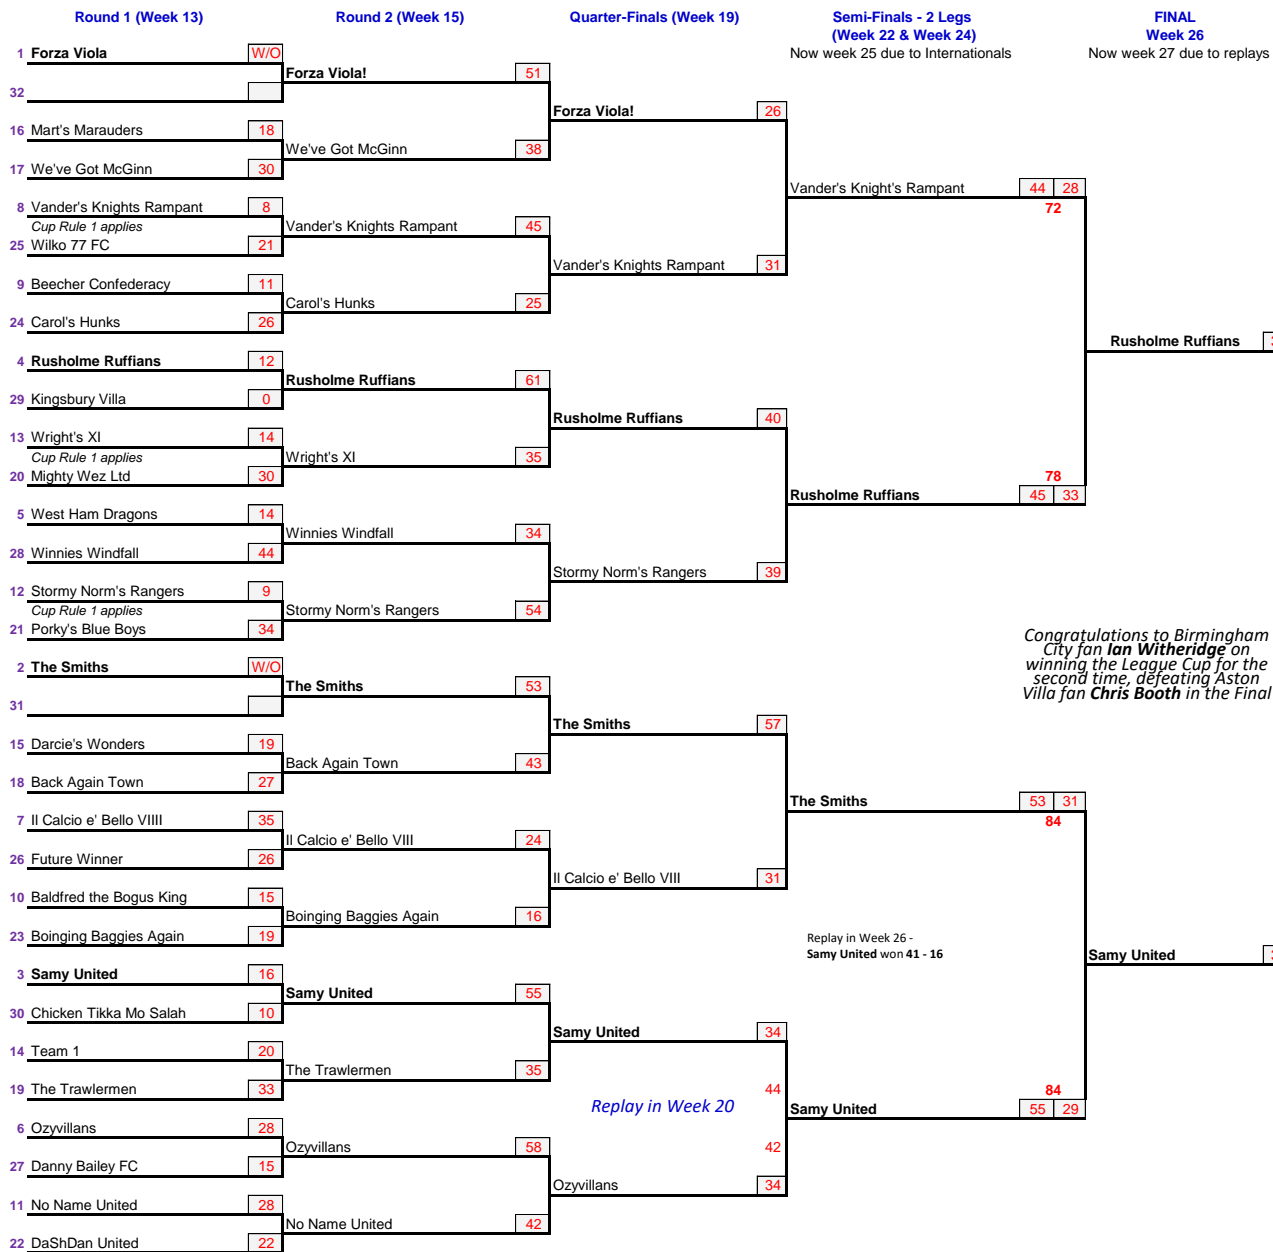 Round 1 (Week 13)
Round 2 (Week 15)
Quarter-Finals (Week 19)
Semi-Finals - 2 Legs
(Week 22 & Week 24)
Now week 25 due to Internationals
FINAL
Week 26
Now week 27 due to replays
1 Forza Viola W/O
32
16 Mart's Marauders 18
17 We've Got McGinn 30
8 Vander's Knights Rampant 8
Cup Rule 1 applies
25 Wilko 77 FC 21
9 Beecher Confederacy 11
24 Carol's Hunks 26
4 Rusholme Ruffians 12
29 Kingsbury Villa 0
13 Wright's XI 14
Cup Rule 1 applies
20 Mighty Wez Ltd 30
5 West Ham Dragons 14
28 Winnies Windfall 44
12 Stormy Norm's Rangers 9
Cup Rule 1 applies
21 Porky's Blue Boys 34
2 The Smiths W/O
31
15 Darcie's Wonders 19
18 Back Again Town 27
7 Il Calcio e' Bello VIIII 35
26 Future Winner 26
10 Baldfred the Bogus King 15
23 Boinging Baggies Again 19
3 Samy United 16
30 Chicken Tikka Mo Salah 10
14 Team 1 20
19 The Trawlermen 33
6 Ozyvillans 28
27 Danny Bailey FC 15
11 No Name United 28
22 DaShDan United 22
Forza Viola! 51
We've Got McGinn 38
Vander's Knights Rampant 45
Carol's Hunks 25
Rusholme Ruffians 61
Wright's XI 35
Winnies Windfall 34
Stormy Norm's Rangers 54
The Smiths 53
Back Again Town 43
Il Calcio e' Bello VIII 24
Boinging Baggies Again 16
Samy United 55
The Trawlermen 35
Ozyvillans 58
No Name United 42
Forza Viola! 26
Vander's Knights Rampant 31
Rusholme Ruffians 40
Stormy Norm's Rangers 39
The Smiths 57
Il Calcio e' Bello VIII 31
Samy United 34
44
Replay in Week 20
42
Ozyvillans 34
Vander's Knight's Rampant 44 28
72
78
Rusholme Ruffians 45 33
The Smiths 53 31
84
Replay in Week 26 -
Samy United won 41 - 16
84
Samy United 55 29
Rusholme Ruffians
Congratulations to Birmingham
City fan Ian Witheridge on
winning the League Cup for the
second time, defeating Aston
Villa fan Chris Booth in the Final
Samy United